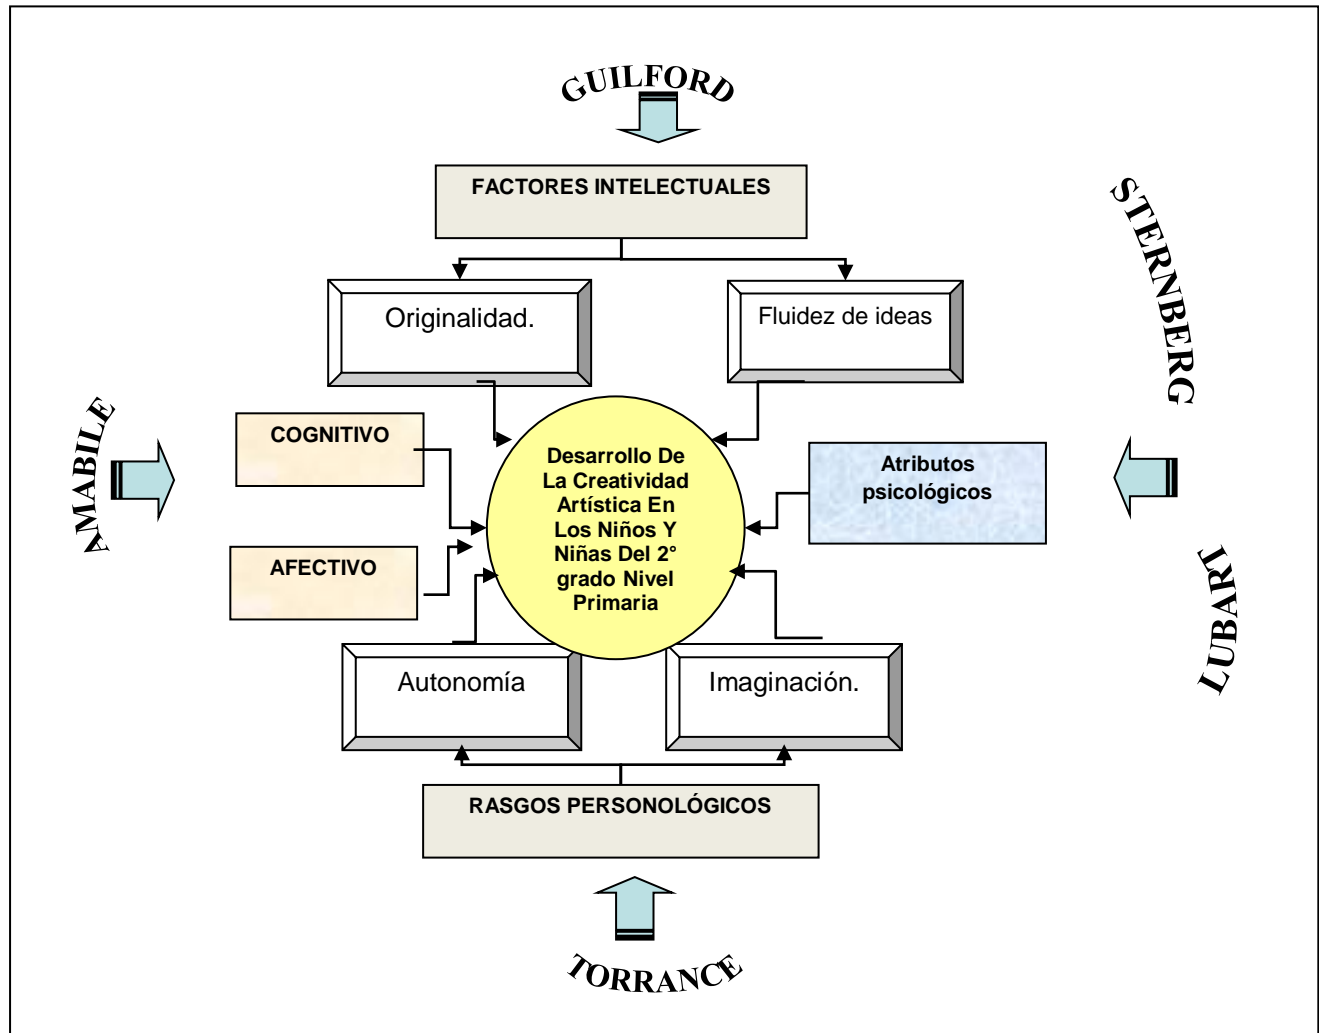 GUILFORD
FACTORES INTELECTUALES
STERNBERG
Originalidad.
Fluidez de ideas
AMABILE
COGNITIVO
Desarrollo De
La Creatividad
Artística En
Los Niños Y
Niñas Del 2°
grado Nivel
Primaria
Atributos
psicológicos
AFECTIVO
LUBART
Autonomía
Imaginación.
RASGOS PERSONOLÓGICOS
TORRANCE